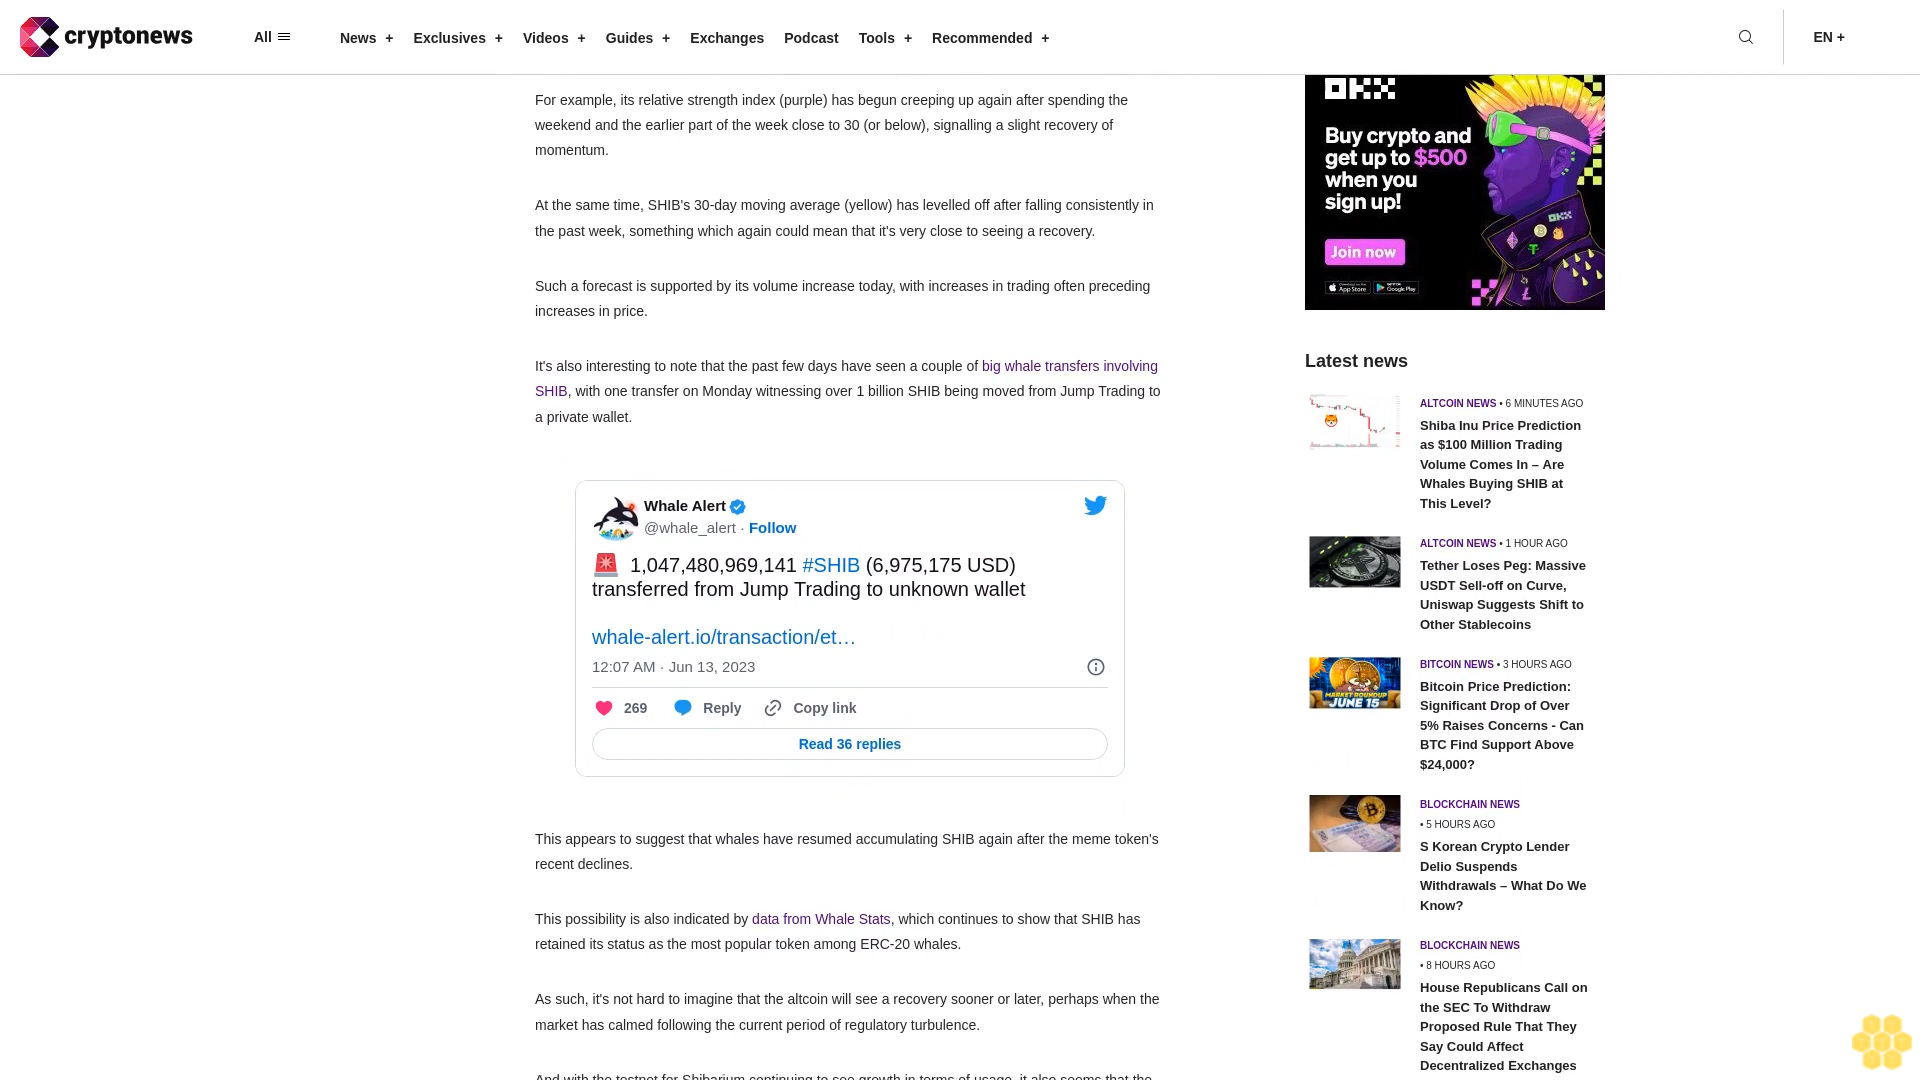 cryptonews
All
News +
Exclusives +
Videos +
Guides +
Exchanges
Podcast
Tools +
Recommended +
EN +
For example, its relative strength index (purple) has begun creeping up again after spending the
weekend and the earlier part of the week close to 30 (or below), signalling a slight recovery of
momentum.
At the same time, SHIB's 30-day moving average (yellow) has levelled off after falling consistently in
the past week, something which again could mean that it's very close to seeing a recovery.
Such a forecast is supported by its volume increase today, with increases in trading often preceding
increases in price.
It's also interesting to note that the past few days have seen a couple of big whale transfers involving
SHIB, with one transfer on Monday witnessing over 1 billion SHIB being moved from Jump Trading to
a private wallet.
Whale Alert
@whale_alert · Follow
1,047,480,969,141 #SHIB (6,975,175 USD)
transferred from Jump Trading to unknown wallet
whale-alert.io/transaction/et…
12:07 AM · Jun 13, 2023
269
Reply
Copy link
Read 36 replies
This appears to suggest that whales have resumed accumulating SHIB again after the meme token's
recent declines.
This possibility is also indicated by data from Whale Stats, which continues to show that SHIB has
retained its status as the most popular token among ERC-20 whales.
As such, it's not hard to imagine that the altcoin will see a recovery sooner or later, perhaps when the
market has calmed following the current period of regulatory turbulence.
And with the testnet for Shibarium continuing to see growth in terms of usage, it also seems that the
OKX
Buy crypto and
get up to $500
when you
sign up!
Join now
Download on the
App Store
Google Play
OKX
Latest news
ALTCOIN NEWS • 6 MINUTES AGO
Shiba Inu Price Prediction
as $100 Million Trading
Volume Comes In – Are
Whales Buying SHIB at
This Level?
ALTCOIN NEWS • 1 HOUR AGO
Tether Loses Peg: Massive
USDT Sell-off on Curve,
Uniswap Suggests Shift to
Other Stablecoins
MARKET ROUNDUP
JUNE 15
BITCOIN NEWS • 3 HOURS AGO
Bitcoin Price Prediction:
Significant Drop of Over
5% Raises Concerns - Can
BTC Find Support Above
$24,000?
BLOCKCHAIN NEWS
• 5 HOURS AGO
S Korean Crypto Lender
Delio Suspends
Withdrawals – What Do We
Know?
BLOCKCHAIN NEWS
• 8 HOURS AGO
House Republicans Call on
the SEC To Withdraw
Proposed Rule That They
Say Could Affect
Decentralized Exchanges